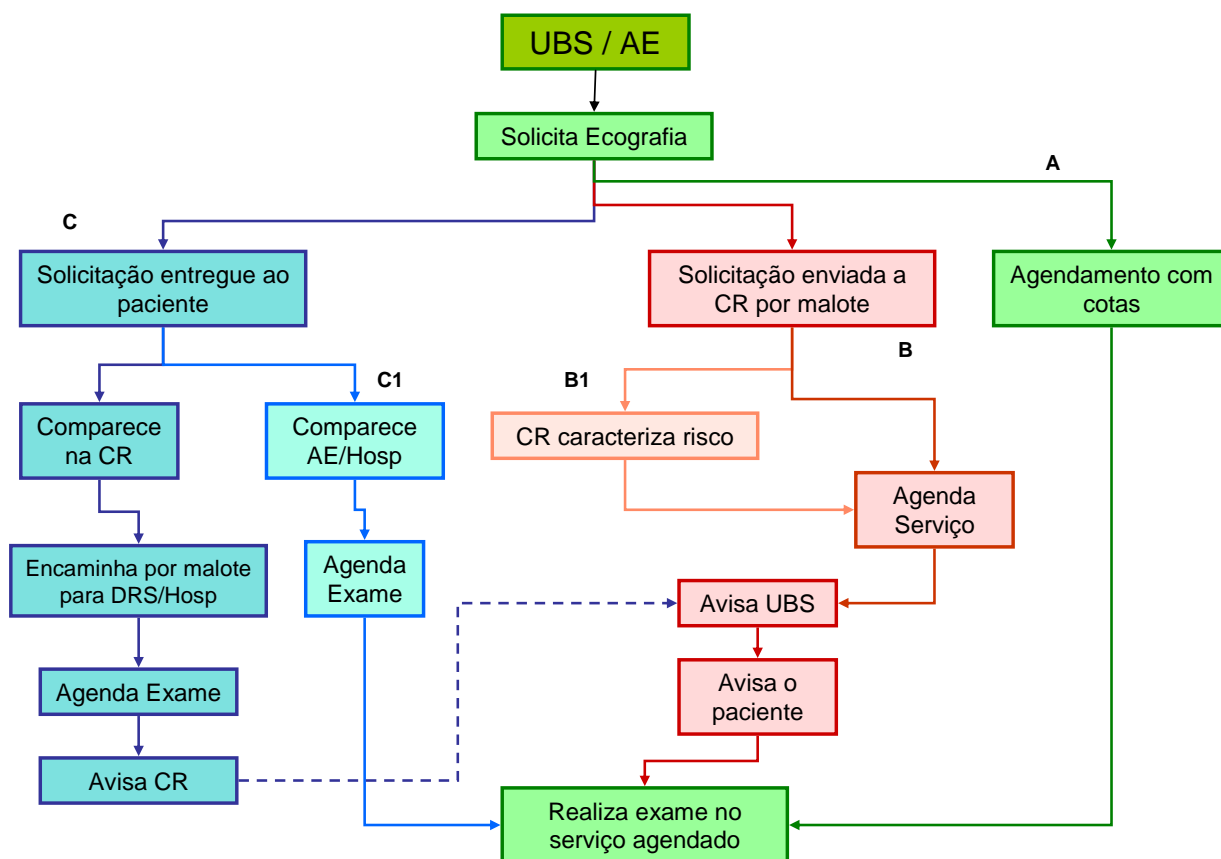 UBS / AE
Solicita Ecografia
A
C
Solicitação entregue ao
paciente
Solicitação enviada a
CR por malote
Agendamento com
cotas
B
C1
B1
Comparece
na CR
Comparece
AE/Hosp
CR caracteriza risco
Agenda
Serviço
Encaminha por malote
para DRS/Hosp
Agenda
Exame
Avisa UBS
Agenda Exame
Avisa o
paciente
Avisa CR
Realiza exame no
serviço agendado